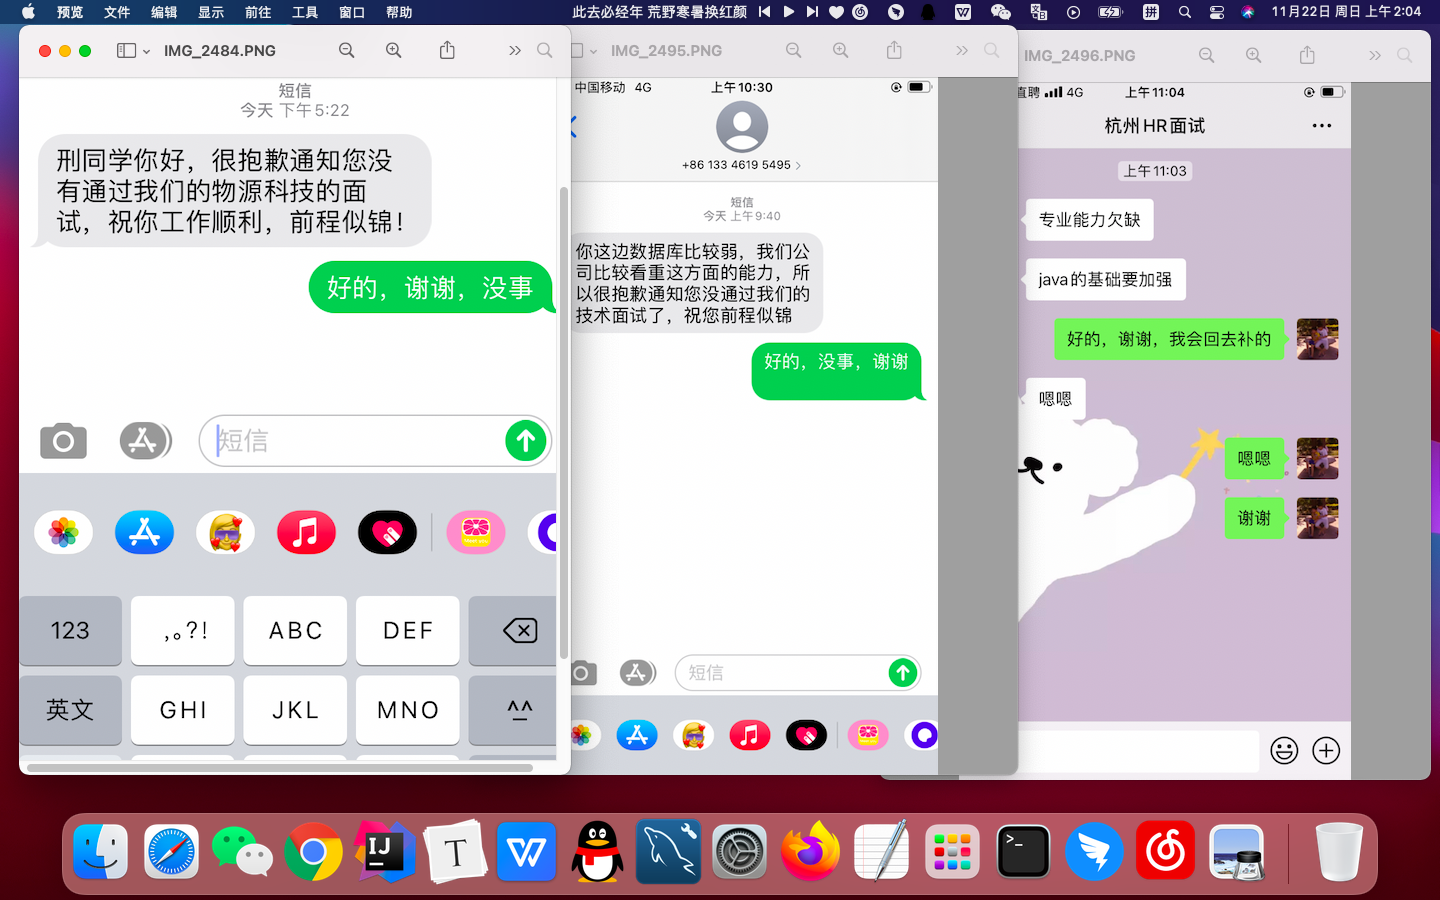 预览 文件 编辑 显示 前往 工具 窗口 帮助
此去必经年 荒野寒暑换红颜
拼
11月22日 周日 上午2:04
IMG_2484.PNG
短信
今天 下午5:22
刑同学你好，很抱歉通知您没
有通过我们的物源科技的面
试，祝你工作顺利，前程似锦！
好的，谢谢，没事
短信
123
,。?!
ABC
DEF
英文
GHI
JKL
MNO
^_^
IMG_2495.PNG
中国移动 4G
上午10:30
+86 133 4619 5495
短信
今天 上午9:40
你这边数据库比较弱，我们公
司比较看重这方面的能力，所
以很抱歉通知您没通过我们的
技术面试了，祝您前程似锦
好的，没事，谢谢
短信
IMG_2496.PNG
直聘 4G
上午11:04
杭州HR面试
上午11:03
专业能力欠缺
java的基础要加强
好的，谢谢，我会回去补的
嗯嗯
嗯嗯
谢谢
IJ
T
W
>_